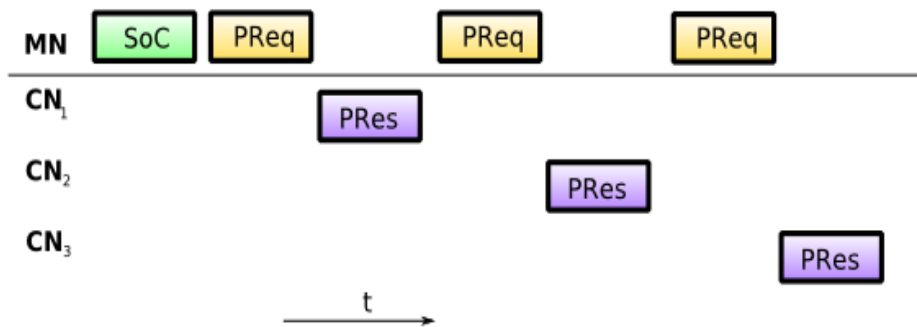 MN SoC PReq PReq PReq
CN1 PRes
CN2 PRes
CN3 PRes
t